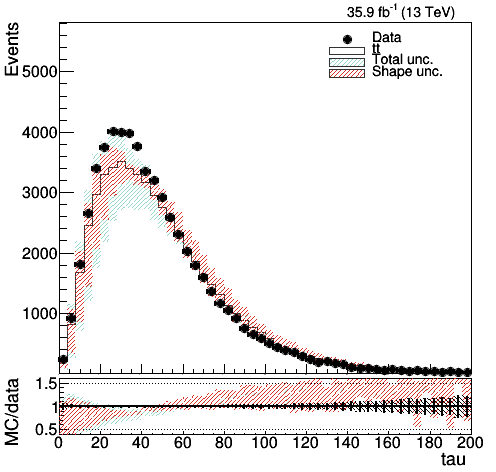 35.9 fb⁻¹ (13 TeV)
Events
Data
tt̄
Total unc.
Shape unc.
5000
4000
3000
2000
1000
MC/data
1.5
1
0.5
0 20 40 60 80 100 120 140 160 180 200
tau